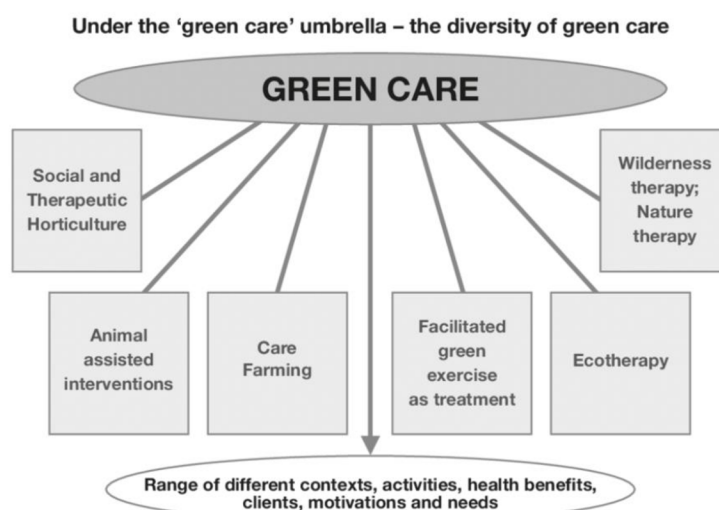 Under the ‘green care’ umbrella – the diversity of green care
GREEN CARE
Social and
Therapeutic
Horticulture
Wilderness
therapy;
Nature
therapy
Animal
assisted
interventions
Care
Farming
Facilitated
green
exercise
as treatment
Ecotherapy
Range of different contexts, activities, health benefits,
clients, motivations and needs